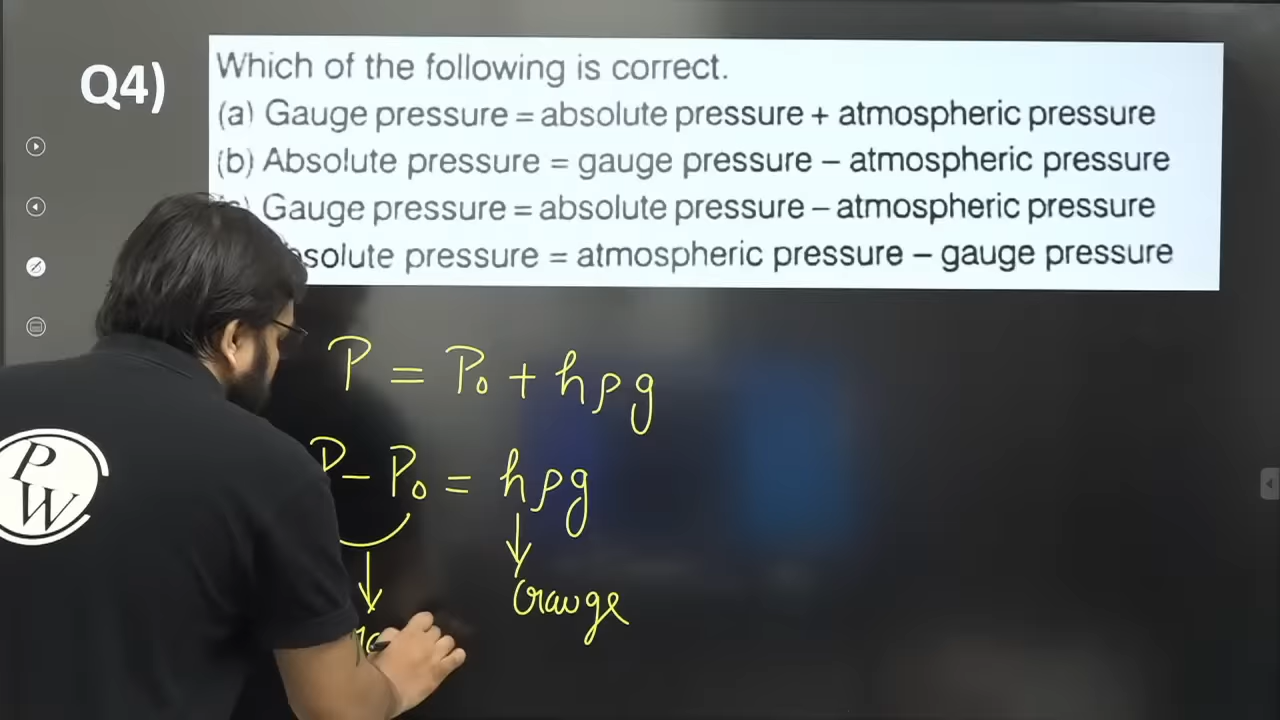 Q4)
Which of the following is correct.
(a) Gauge pressure = absolute pressure + atmospheric pressure
(b) Absolute pressure = gauge pressure – atmospheric pressure
Gauge pressure = absolute pressure – atmospheric pressure
pressure = atmospheric pressure – gauge pressure
P = P₀ + hρg
P – P₀ = hρg
Gauge
PW